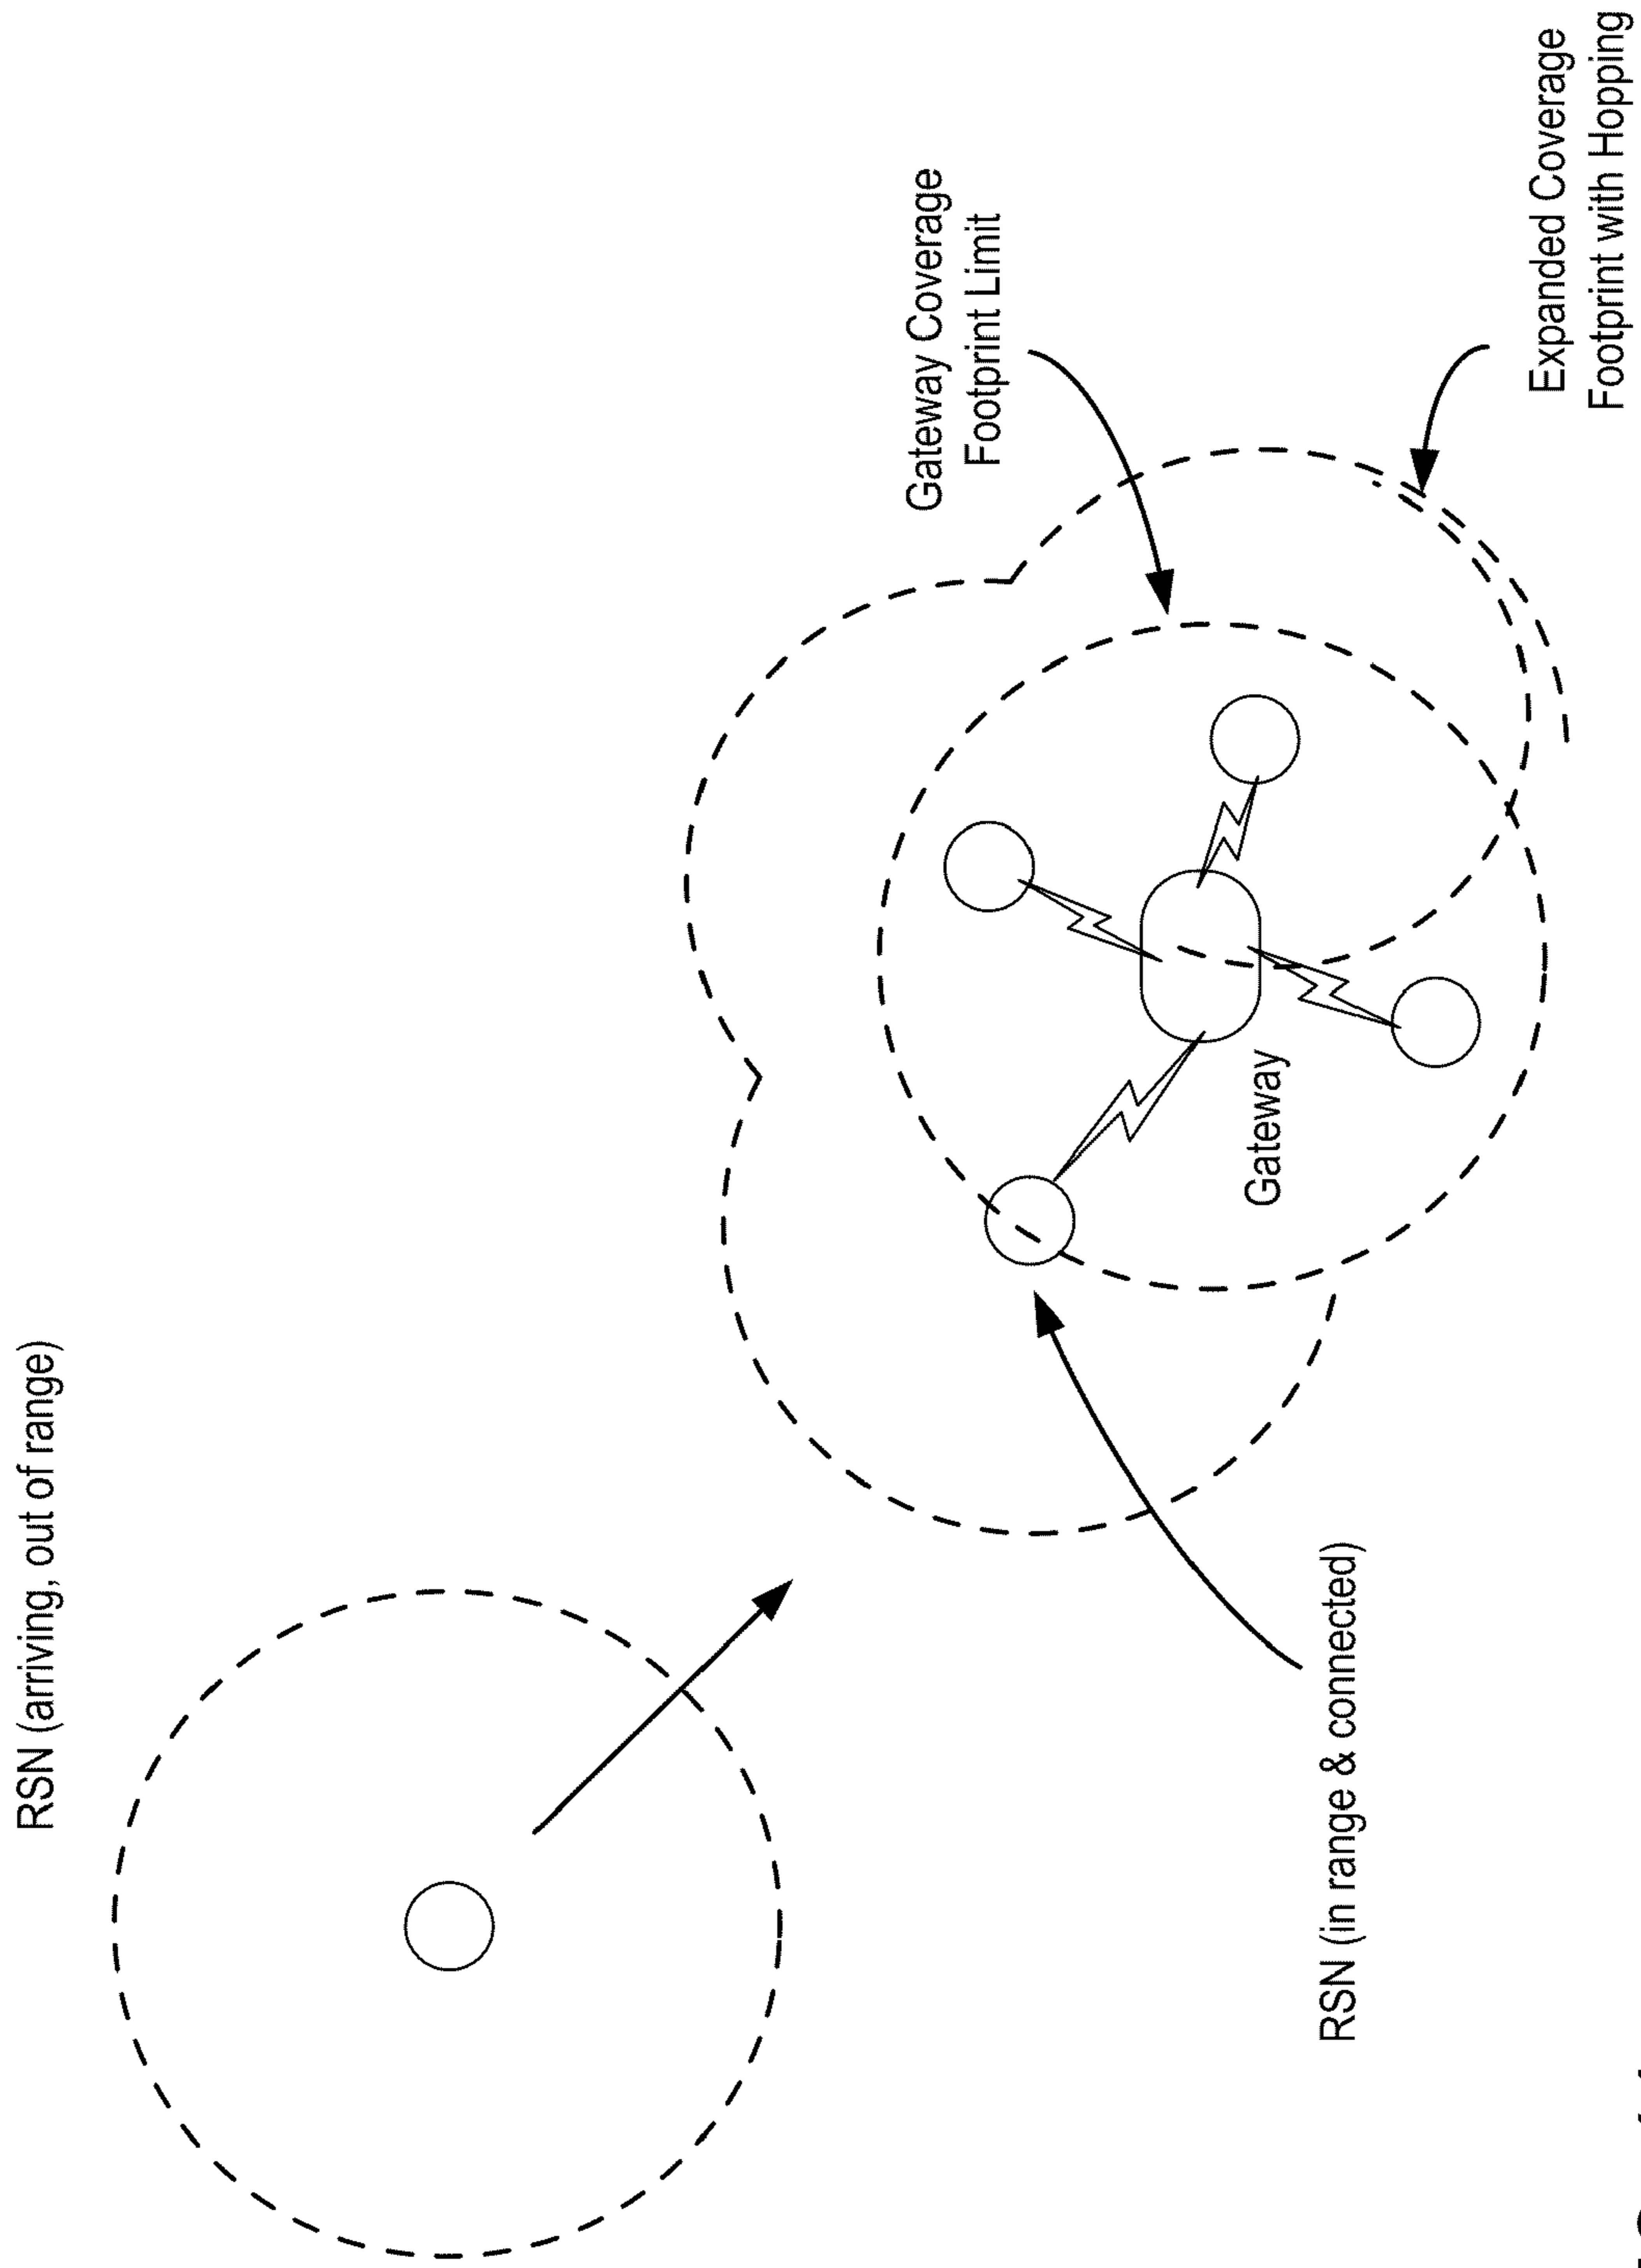 RSN (arriving, out of range)
Gateway Coverage
Footprint Limit
Expanded Coverage
Footprint with Hopping
Gateway
RSN (in range & connected)